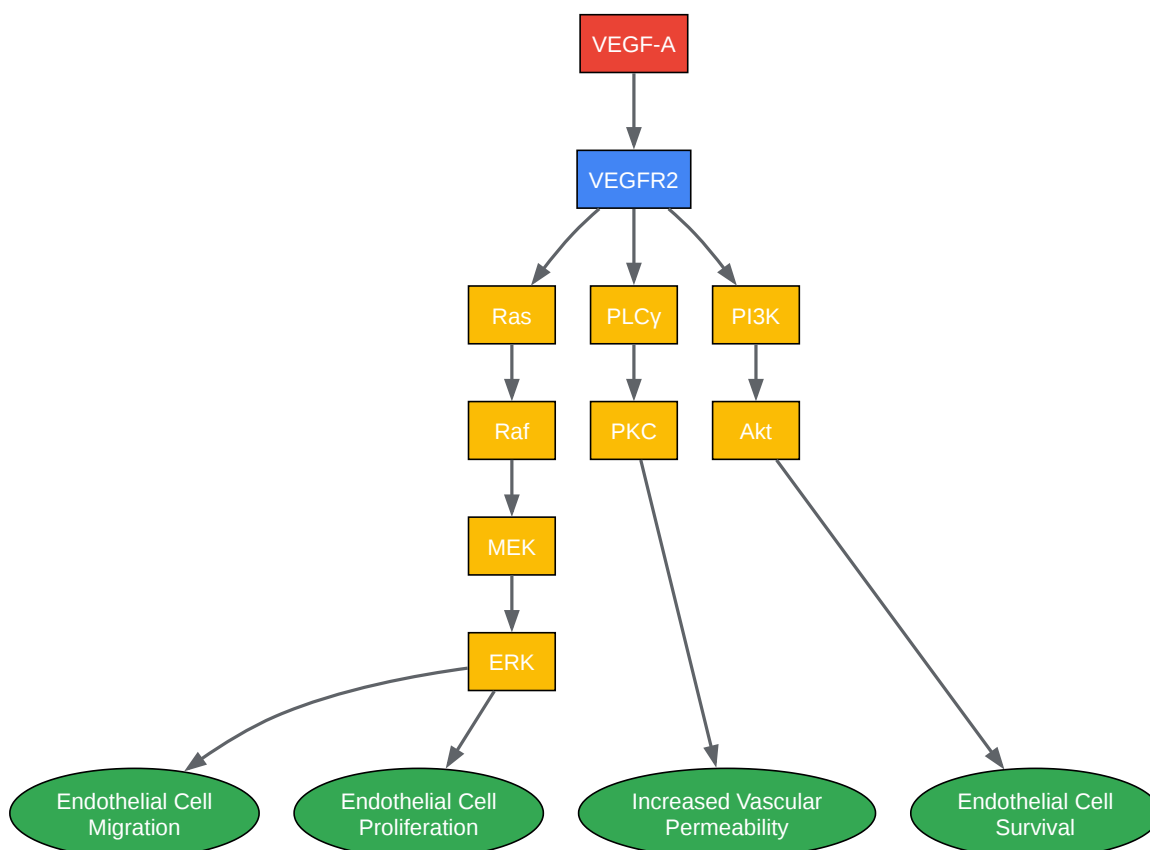 VEGF-A
VEGFR2
Ras
PLCγ
PI3K
Raf
PKC
Akt
MEK
ERK
Endothelial Cell
Migration
Endothelial Cell
Proliferation
Increased Vascular
Permeability
Endothelial Cell
Survival